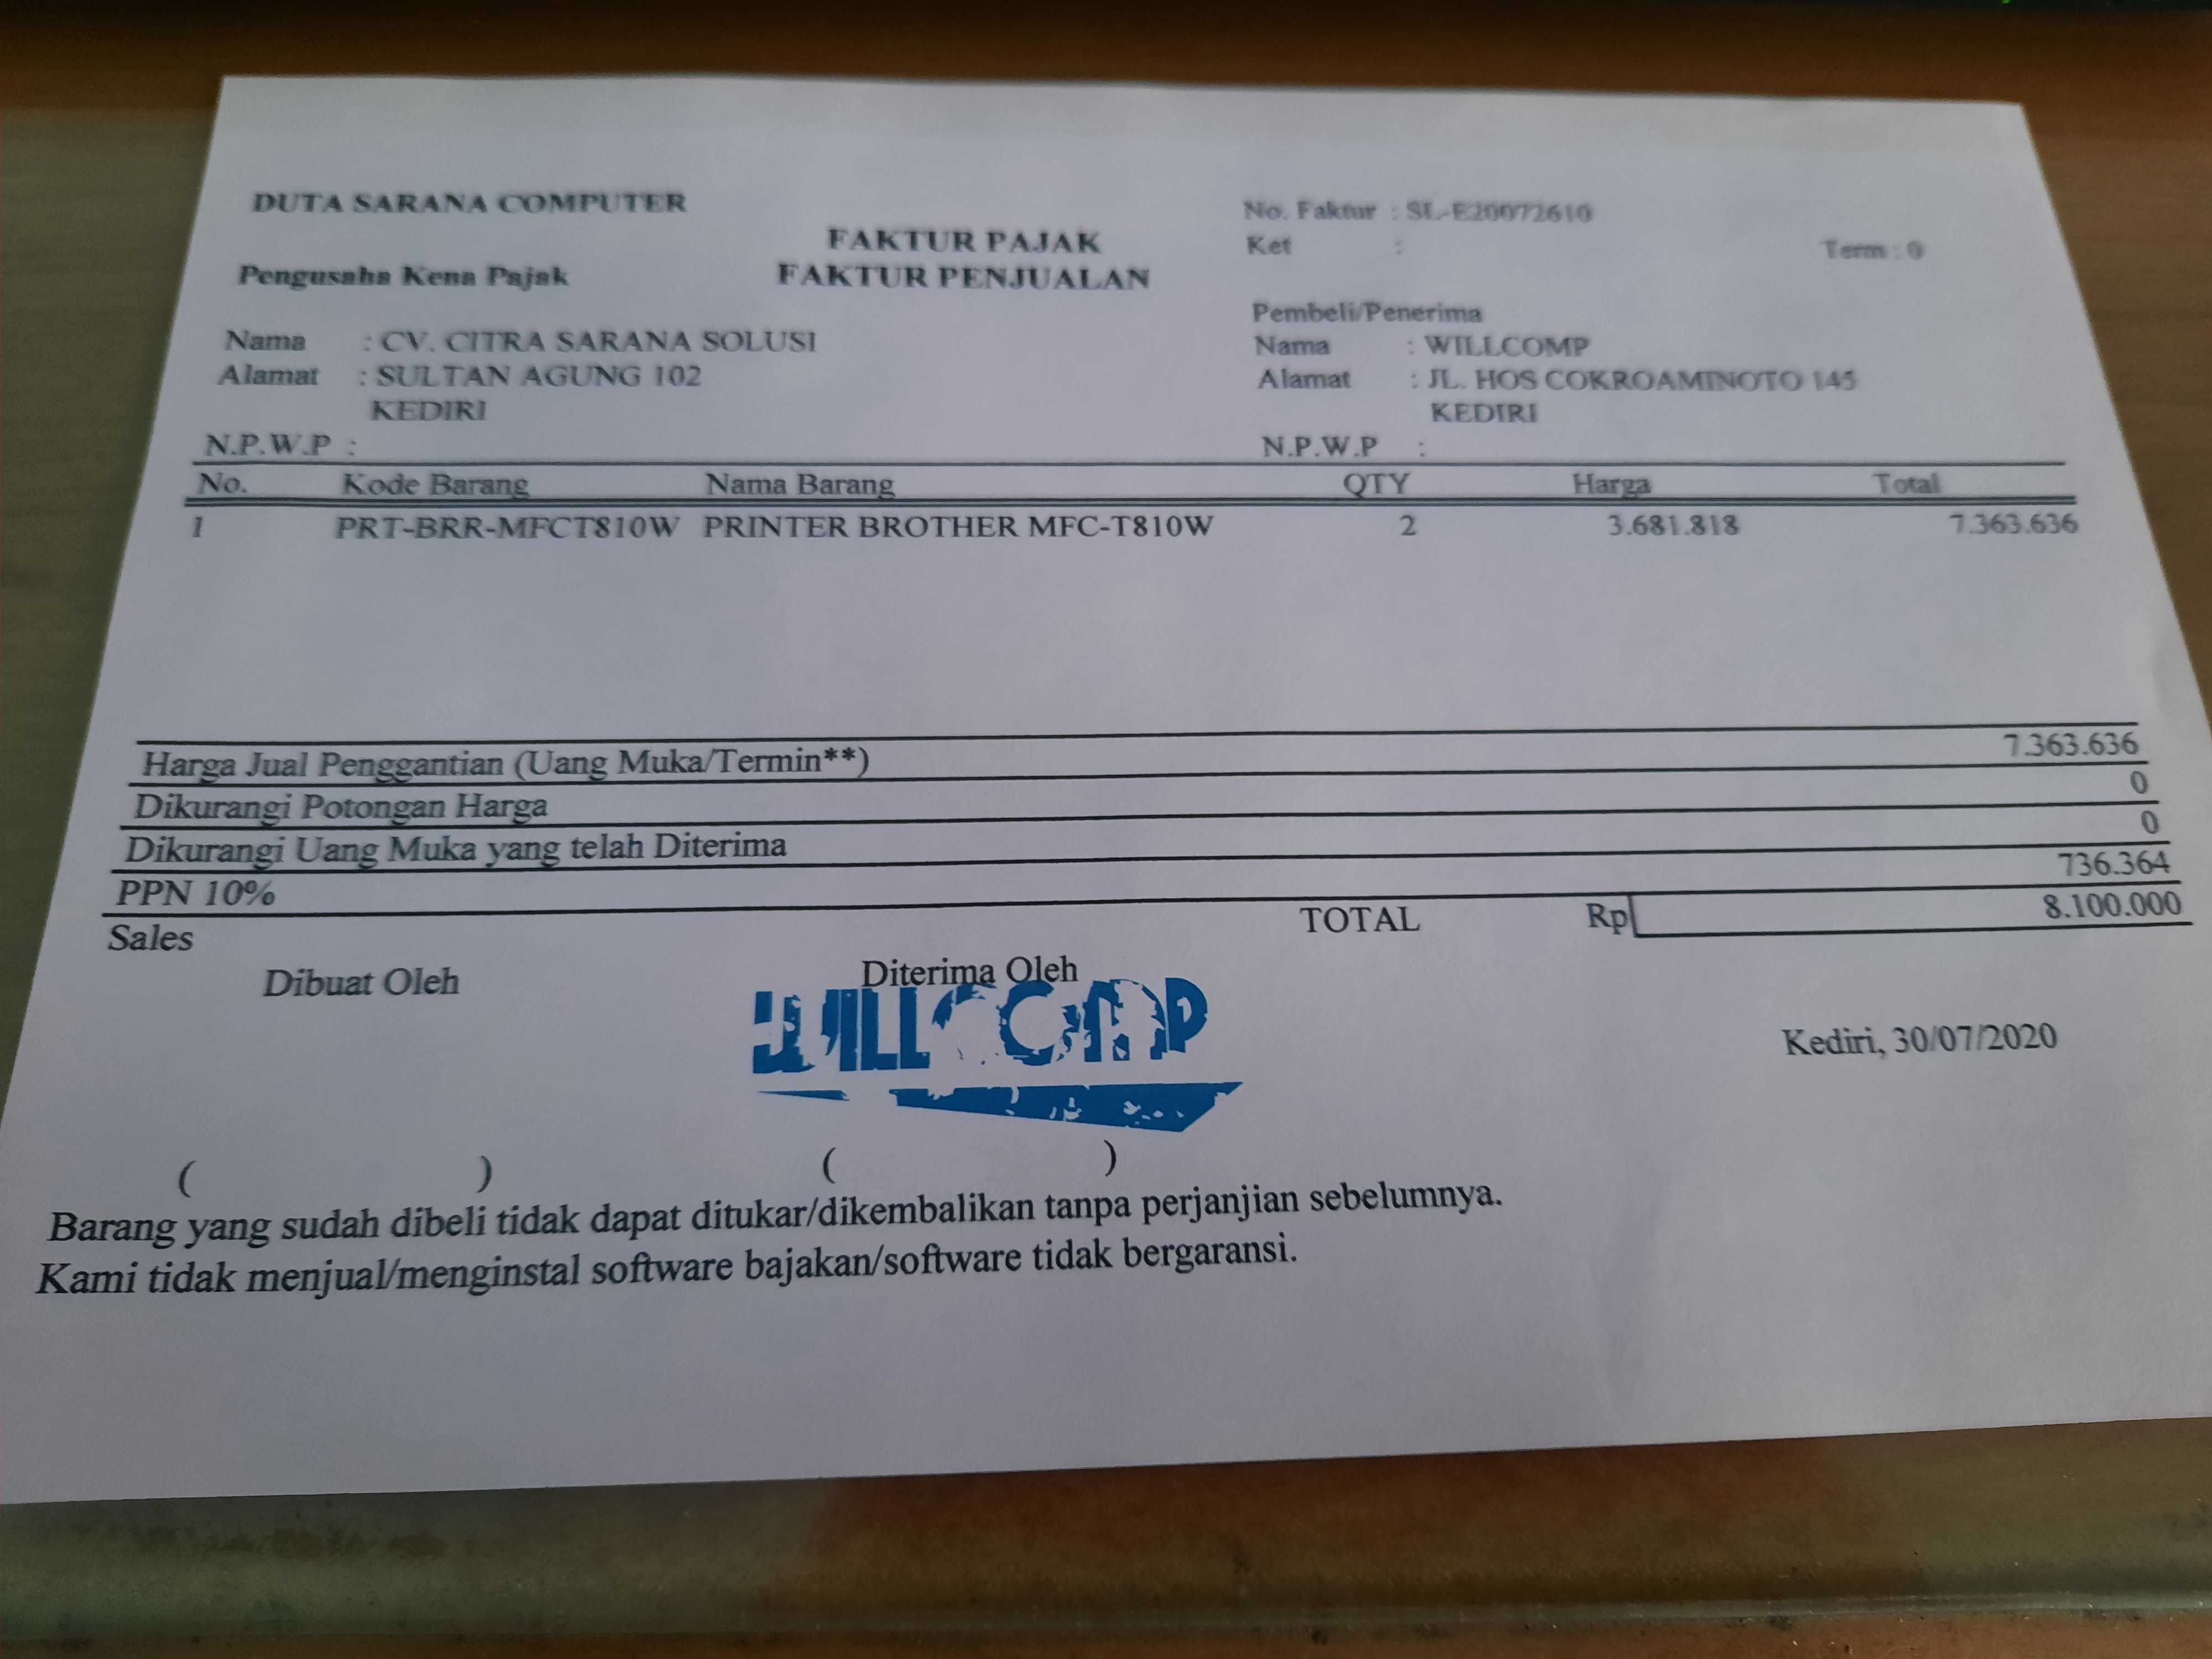 DUTA SARANA COMPUTER
FAKTUR PAJAK
Pengusaha Kena Pajak
FAKTUR PENJUALAN
No. Faktur : SL-E20072610
Ket :
Term : 0
Nama : CV. CITRA SARANA SOLUSI
Alamat : SULTAN AGUNG 102
KEDIRI
N.P.W.P :
Pembeli/Penerima
Nama : WILLCOMP
Alamat : JL. HOS COKROAMINOTO 145
KEDIRI
N.P.W.P :
No. Kode Barang Nama Barang QTY Harga Total
1 PRT-BRR-MFCT810W PRINTER BROTHER MFC-T810W 2 3.681.818 7.363.636
Harga Jual Penggantian (Uang Muka/Termin**) 7.363.636
Dikurangi Potongan Harga 0
Dikurangi Uang Muka yang telah Diterima 0
PPN 10% 736.364
Sales TOTAL Rp 8.100.000
Dibuat Oleh Diterima Oleh
WILLCOMP
Kediri, 30/07/2020
( ) ( )
Barang yang sudah dibeli tidak dapat ditukar/dikembalikan tanpa perjanjian sebelumnya.
Kami tidak menjual/menginstal software bajakan/software tidak bergaransi.